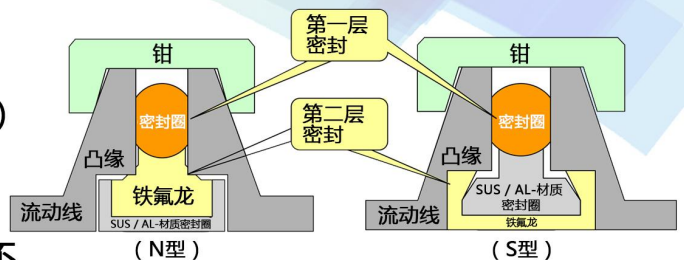 第一层
密封
钳
钳
密封圈
密封圈
第二层
密封
凸缘
凸缘
铁氟龙
SUS / AL-材质
密封圈
流动线
SUS / AL-材质密封圈
流动线
铁氟龙
（N型）
（S型）